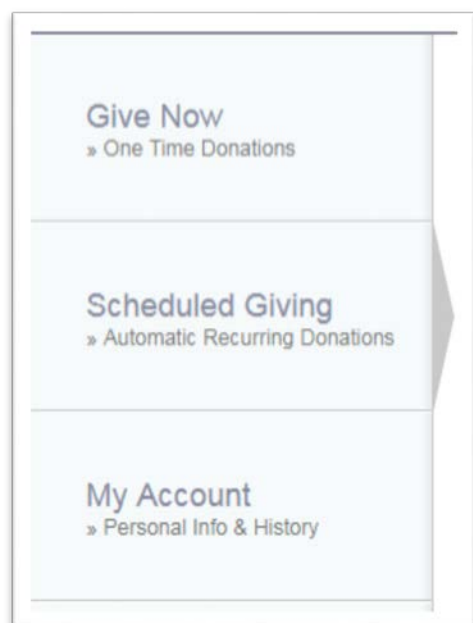 Give Now
» One Time Donations
Scheduled Giving
» Automatic Recurring Donations
My Account
» Personal Info & History